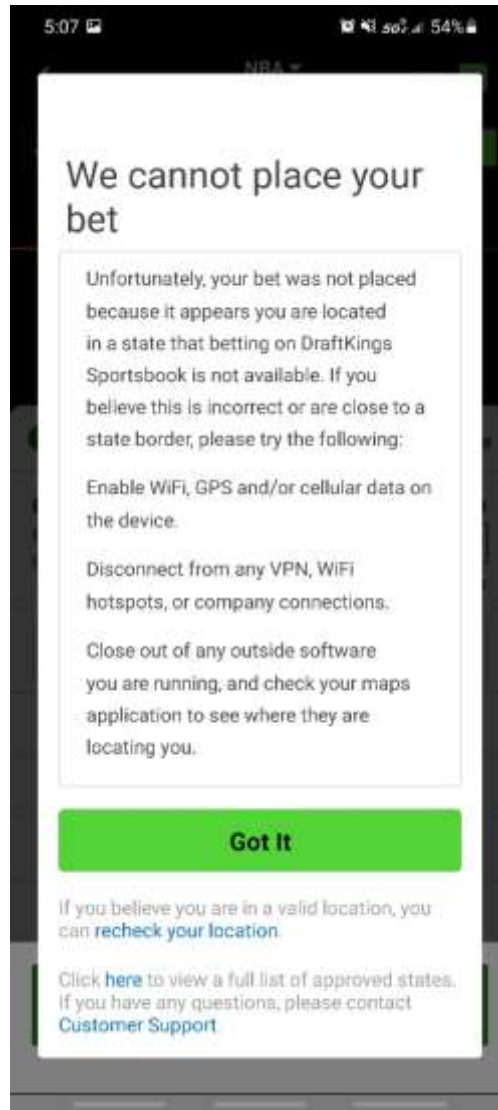 5:07
54%
NBA
We cannot place your
bet
Unfortunately, your bet was not placed
because it appears you are located
in a state that betting on DraftKings
Sportsbook is not available. If you
believe this is incorrect or are close to a
state border, please try the following:
Enable WiFi, GPS and/or cellular data on
the device.
Disconnect from any VPN, WiFi
hotspots, or company connections.
Close out of any outside software
you are running, and check your maps
application to see where they are
locating you.
Got It
If you believe you are in a valid location, you
can recheck your location.
Click here to view a full list of approved states.
If you have any questions, please contact
Customer Support